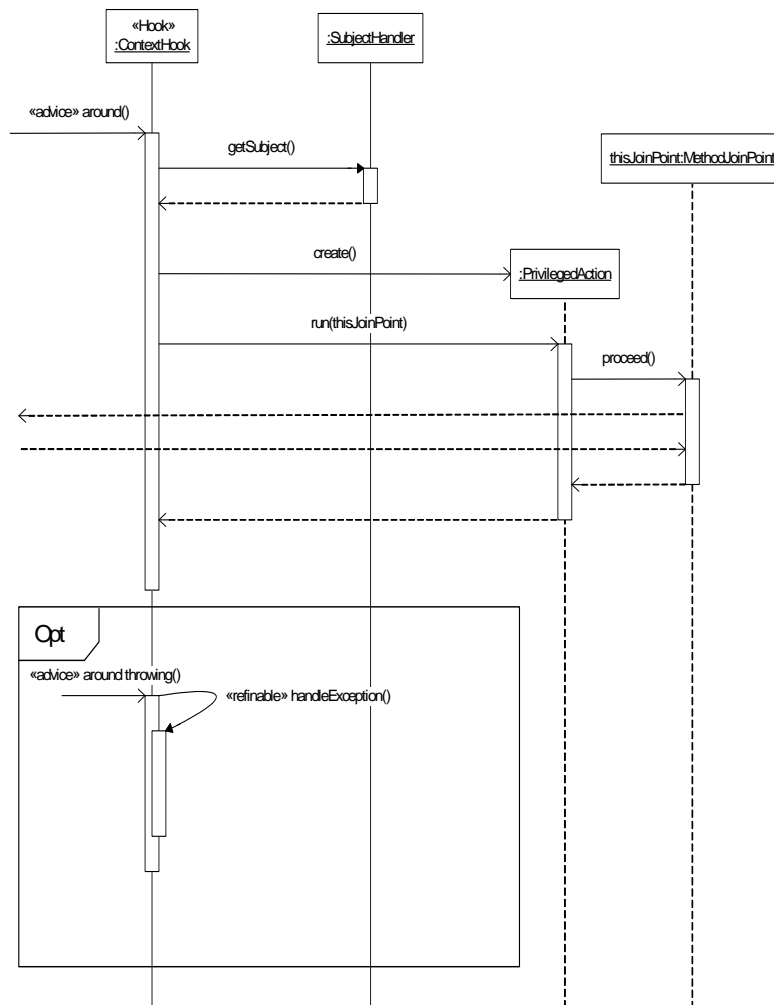 «Hook»
:ContextHook
:SubjectHandler
«advice» around()
getSubject()
thisJoinPoint:MethodJoinPoint
create()
:PrivilegedAction
run(thisJoinPoint)
proceed()
Opt
«advice» around throwing()
«refinable» handleException()